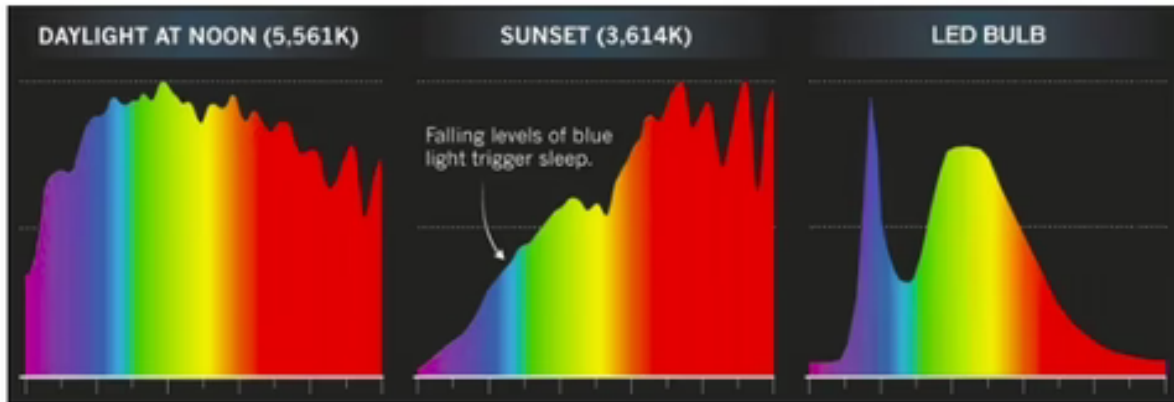 DAYLIGHT AT NOON (5,561K)
SUNSET (3,614K)
LED BULB
Falling levels of blue
light trigger sleep.